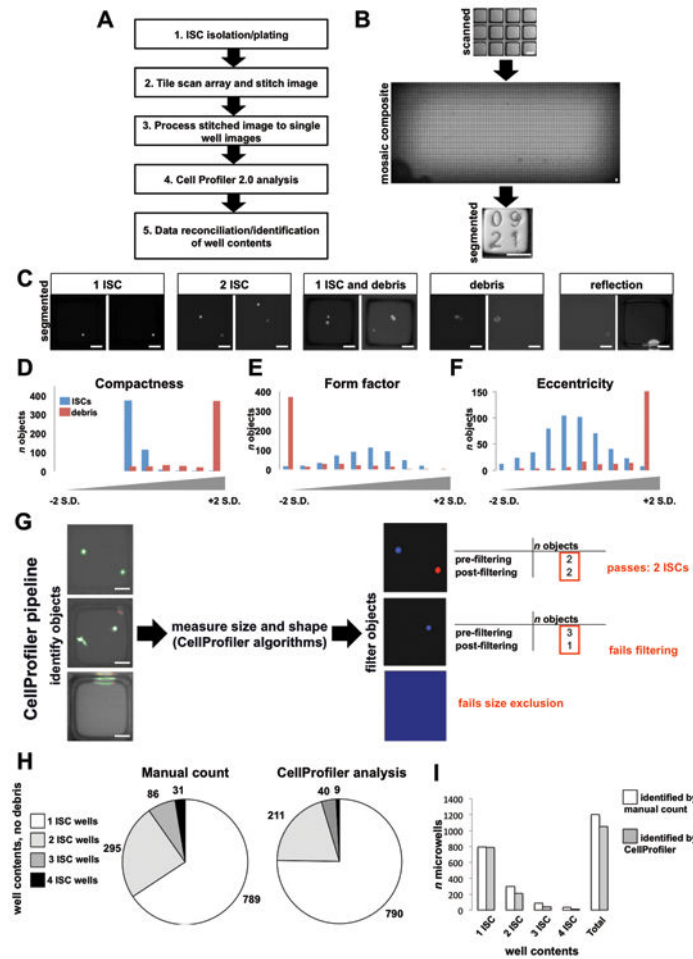 A
1. ISC isolation/plating
2. Tile scan array and stitch image
3. Process stitched image to single
well images
4. Cell Profiler 2.0 analysis
5. Data reconciliation/identification
of well contents
B
scanned
mosaic composite
segmented
0 9
2 1
C
segmented
1 ISC
2 ISC
1 ISC and debris
debris
reflection
D
Compactness
n objects
400
300
200
100
0
ISCs
debris
-2 S.D.
+2 S.D.
E
Form factor
n objects
400
300
200
100
0
-2 S.D.
+2 S.D.
F
Eccentricity
n objects
150
100
50
0
-2 S.D.
+2 S.D.
G
CellProfiler pipeline
identify objects
measure size and shape
(CellProfiler algorithms)
filter objects
n objects
pre-filtering 2
post-filtering 2
passes: 2 ISCs
n objects
pre-filtering 3
post-filtering 1
fails filtering
fails size exclusion
H
well contents, no debris
1 ISC wells
2 ISC wells
3 ISC wells
4 ISC wells
Manual count
31
86
295
789
CellProfiler analysis
9
40
211
790
I
n microwells
1400
1200
1000
800
600
400
200
0
1 ISC
2 ISC
3 ISC
4 ISC
Total
well contents
identified by
manual count
identified by
CellProfiler